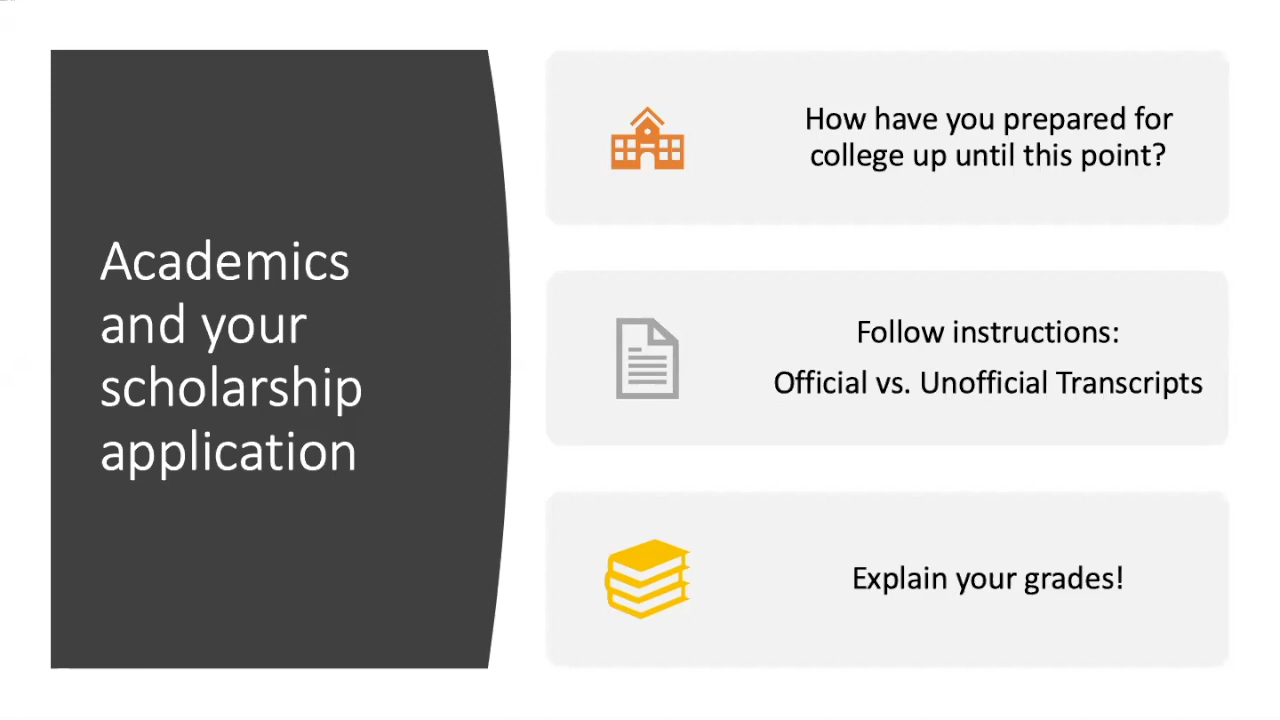 Academics
and your
scholarship
application
How have you prepared for
college up until this point?
Follow instructions:
Official vs. Unofficial Transcripts
Explain your grades!